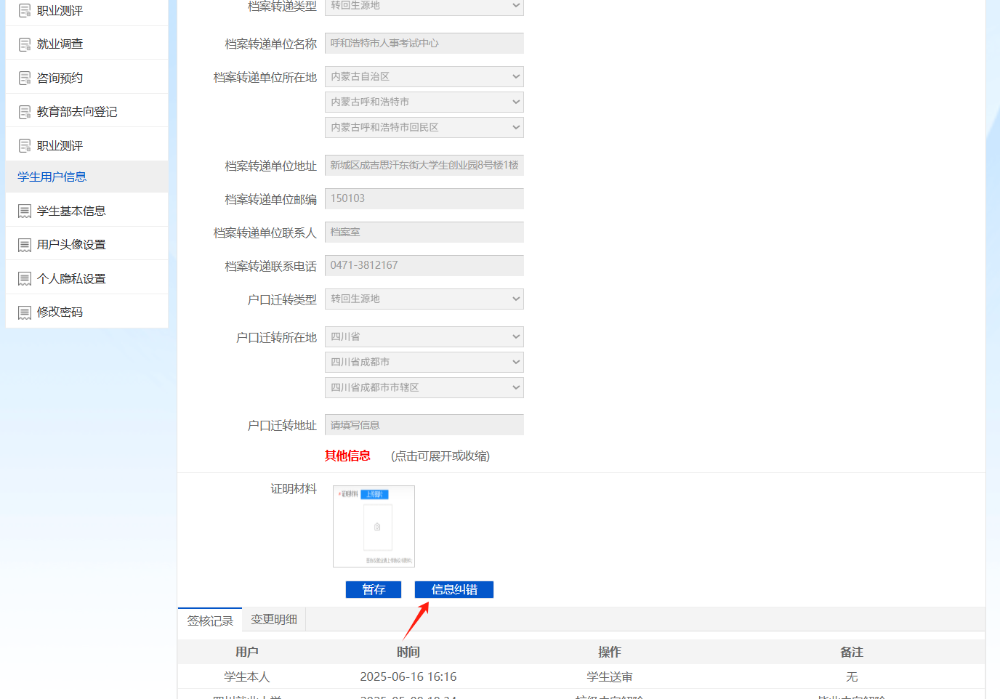 职业测评
就业调查
咨询预约
教育部去向登记
职业测评
学生用户信息
学生基本信息
用户头像设置
个人隐私设置
修改密码
档案转递类型 转回生源地
档案转递单位名称 呼和浩特市人事考试中心
档案转递单位所在地 内蒙古自治区
内蒙古呼和浩特市
内蒙古呼和浩特市回民区
档案转递单位地址 新城区成吉思汗东街大学生创业园8号楼1楼
档案转递单位邮编 150103
档案转递单位联系人 档案室
档案转递联系电话 0471-3812167
户口迁转类型 转回生源地
户口迁转所在地 四川省
四川省成都市
四川省成都市市辖区
户口迁转地址 请填写信息
其他信息 (点击可展开或收缩)
证明材料
*证明材料 上传图片
暂存 信息纠错
签核记录 变更明细
用户 时间 操作 备注
学生本人 2025-06-16 16:16 学生送审 无